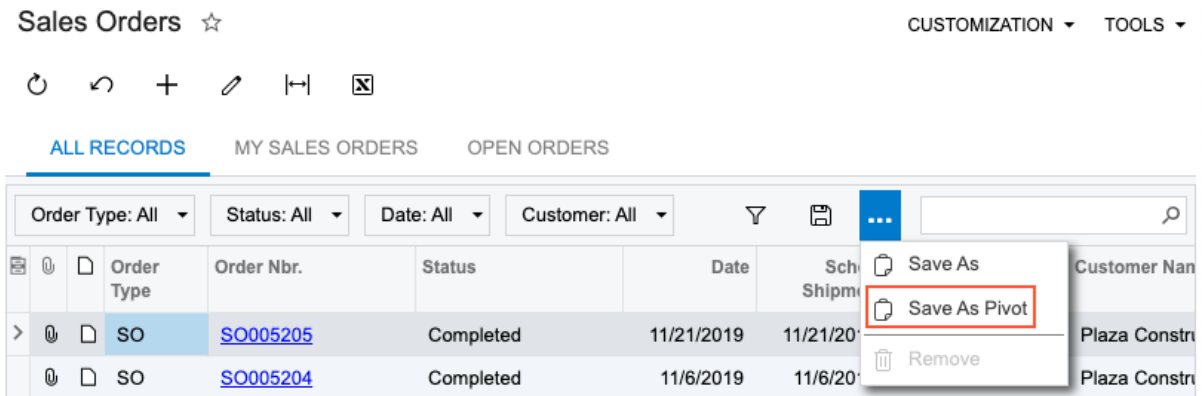 Sales Orders
CUSTOMIZATION TOOLS
ALL RECORDS MY SALES ORDERS OPEN ORDERS
Order Type: All Status: All Date: All Customer: All ...
Save As
Save As Pivot
Remove
Order Type Order Nbr. Status Date Sch Shipm Customer Nan
SO SO005205 Completed 11/21/2019 11/21/20 Plaza Constru
SO SO005204 Completed 11/6/2019 11/6/20 Plaza Constru